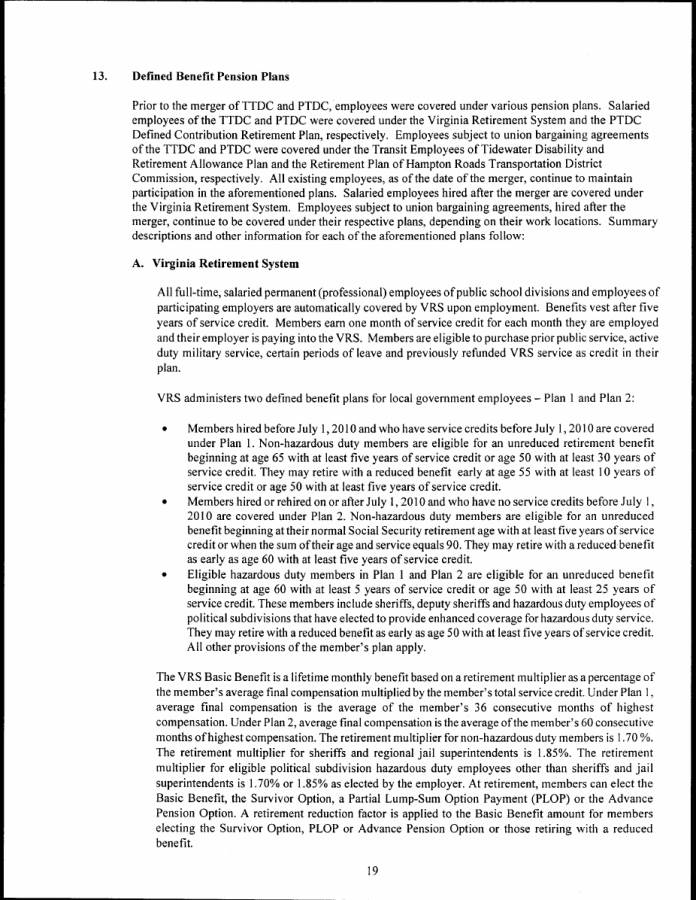 13. Defined Benefit Pension Plans
Prior to the merger of TTDC and PTDC, employees were covered under various pension plans. Salaried
employees of the TTDC and PTDC were covered under the Virginia Retirement System and the PTDC
Defined Contribution Retirement Plan, respectively. Employees subject to union bargaining agreements
of the TTDC and PTDC were covered under the Transit Employees of Tidewater Disability and
Retirement Allowance Plan and the Retirement Plan of Hampton Roads Transportation District
Commission, respectively. All existing employees, as of the date of the merger, continue to maintain
participation in the aforementioned plans. Salaried employees hired after the merger are covered under
the Virginia Retirement System. Employees subject to union bargaining agreements, hired after the
merger, continue to be covered under their respective plans, depending on their work locations. Summary
descriptions and other information for each of the aforementioned plans follow:
A. Virginia Retirement System
All full-time, salaried permanent (professional) employees of public school divisions and employees of
participating employers are automatically covered by VRS upon employment. Benefits vest after five
years of service credit. Members earn one month of service credit for each month they are employed
and their employer is paying into the VRS. Members are eligible to purchase prior public service, active
duty military service, certain periods of leave and previously refunded VRS service as credit in their
plan.
VRS administers two defined benefit plans for local government employees – Plan 1 and Plan 2:
• Members hired before July 1, 2010 and who have service credits before July 1, 2010 are covered
under Plan 1. Non-hazardous duty members are eligible for an unreduced retirement benefit
beginning at age 65 with at least five years of service credit or age 50 with at least 30 years of
service credit. They may retire with a reduced benefit early at age 55 with at least 10 years of
service credit or age 50 with at least five years of service credit.
• Members hired or rehired on or after July 1, 2010 and who have no service credits before July 1,
2010 are covered under Plan 2. Non-hazardous duty members are eligible for an unreduced
benefit beginning at their normal Social Security retirement age with at least five years of service
credit or when the sum of their age and service equals 90. They may retire with a reduced benefit
as early as age 60 with at least five years of service credit.
• Eligible hazardous duty members in Plan 1 and Plan 2 are eligible for an unreduced benefit
beginning at age 60 with at least 5 years of service credit or age 50 with at least 25 years of
service credit. These members include sheriffs, deputy sheriffs and hazardous duty employees of
political subdivisions that have elected to provide enhanced coverage for hazardous duty service.
They may retire with a reduced benefit as early as age 50 with at least five years of service credit.
All other provisions of the member's plan apply.
The VRS Basic Benefit is a lifetime monthly benefit based on a retirement multiplier as a percentage of
the member's average final compensation multiplied by the member's total service credit. Under Plan 1,
average final compensation is the average of the member's 36 consecutive months of highest
compensation. Under Plan 2, average final compensation is the average of the member's 60 consecutive
months of highest compensation. The retirement multiplier for non-hazardous duty members is 1.70 %.
The retirement multiplier for sheriffs and regional jail superintendents is 1.85%. The retirement
multiplier for eligible political subdivision hazardous duty employees other than sheriffs and jail
superintendents is 1.70% or 1.85% as elected by the employer. At retirement, members can elect the
Basic Benefit, the Survivor Option, a Partial Lump-Sum Option Payment (PLOP) or the Advance
Pension Option. A retirement reduction factor is applied to the Basic Benefit amount for members
electing the Survivor Option, PLOP or Advance Pension Option or those retiring with a reduced
benefit.
19